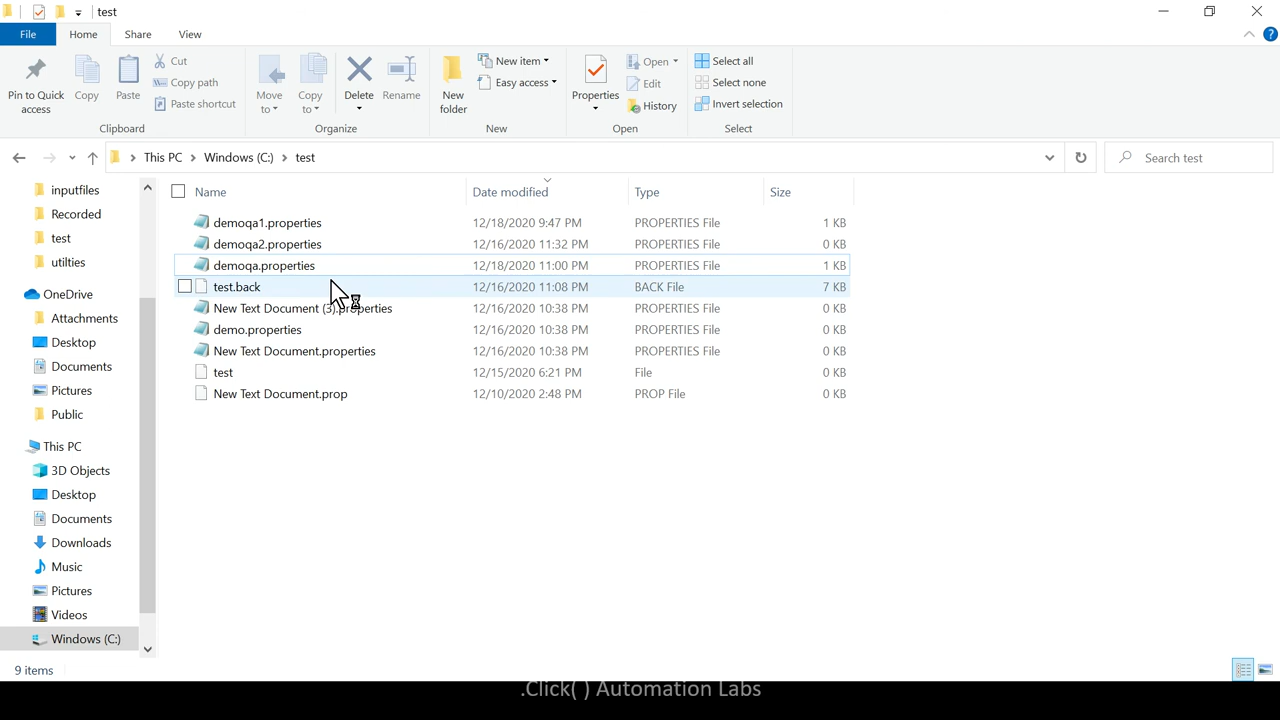 test
File Home Share View
Pin to Quick access
Copy
Paste
Cut
Copy path
Paste shortcut
Clipboard
Move to
Copy to
Delete
Rename
Organize
New folder
New item
Easy access
New
Properties
Open
Edit
History
Open
Select all
Select none
Invert selection
Select
This PC Windows (C:) test
Search test
inputfiles
Recorded
test
utilties
OneDrive
Attachments
Desktop
Documents
Pictures
Public
This PC
3D Objects
Desktop
Documents
Downloads
Music
Pictures
Videos
Windows (C:)
Name Date modified Type Size
demoqa1.properties 12/18/2020 9:47 PM PROPERTIES File 1 KB
demoqa2.properties 12/16/2020 11:32 PM PROPERTIES File 0 KB
demoqa.properties 12/18/2020 11:00 PM PROPERTIES File 1 KB
test.back 12/16/2020 11:08 PM BACK File 7 KB
New Text Document (3).properties 12/16/2020 10:38 PM PROPERTIES File 0 KB
demo.properties 12/16/2020 10:38 PM PROPERTIES File 0 KB
New Text Document.properties 12/16/2020 10:38 PM PROPERTIES File 0 KB
test 12/15/2020 6:21 PM File 0 KB
New Text Document.prop 12/10/2020 2:48 PM PROP File 0 KB
9 items
.Click( ) Automation Labs